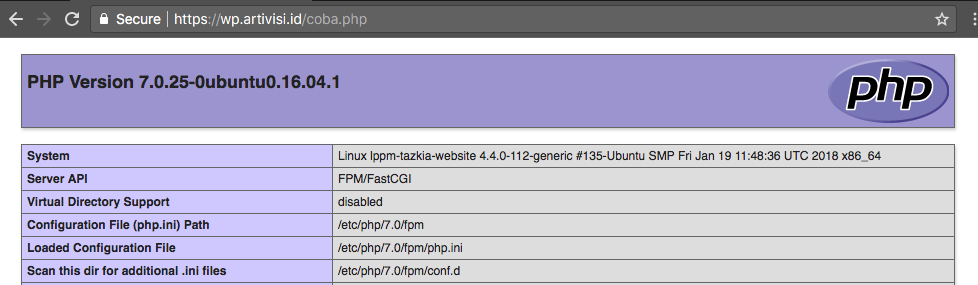 Secure | https://wp.artivisi.id/coba.php
PHP Version 7.0.25-0ubuntu0.16.04.1
php
System Linux lppm-tazkia-website 4.4.0-112-generic #135-Ubuntu SMP Fri Jan 19 11:48:36 UTC 2018 x86_64
Server API FPM/FastCGI
Virtual Directory Support disabled
Configuration File (php.ini) Path /etc/php/7.0/fpm
Loaded Configuration File /etc/php/7.0/fpm/php.ini
Scan this dir for additional .ini files /etc/php/7.0/fpm/conf.d